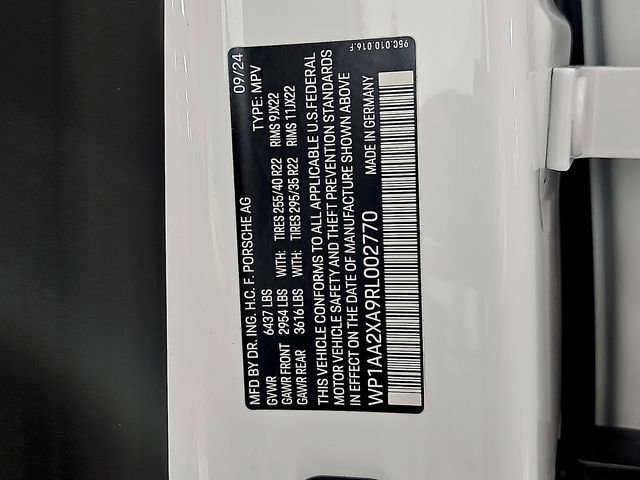 MFD BY DR. ING. H.C. F. PORSCHE AG 09/24
GVWR 6437 LBS TYPE: MPV
GAWR FRONT 2954 LBS WITH: TIRES 255/40 R22 RIMS 9JX22
GAWR REAR 3616 LBS WITH: TIRES 295/35 R22 RIMS 11JX22
THIS VEHICLE CONFORMS TO ALL APPLICABLE U.S.FEDERAL
MOTOR VEHICLE SAFETY AND THEFT PREVENTION STANDARDS
IN EFFECT ON THE DATE OF MANUFACTURE SHOWN ABOVE
WP1AA2XA9RL002770 MADE IN GERMANY
95C.010.016.F